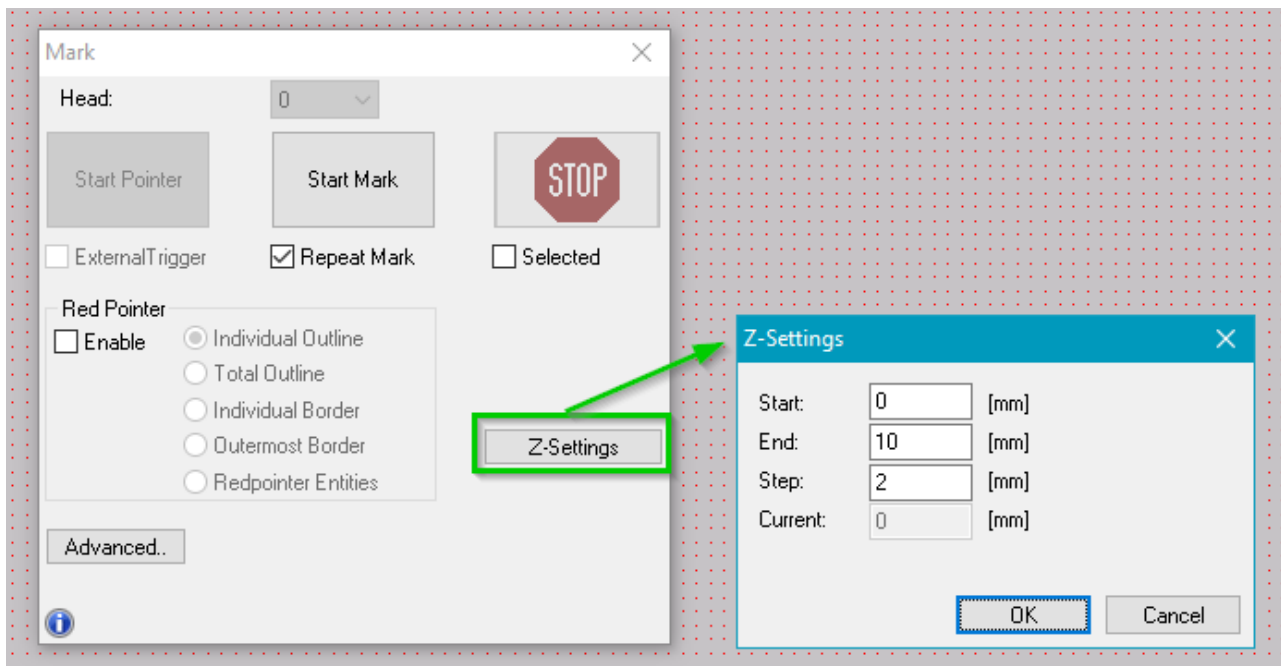 Mark
Head: 0
Start Pointer
Start Mark
STOP
ExternalTrigger
Repeat Mark
Selected
Red Pointer
Enable
Individual Outline
Total Outline
Individual Border
Outermost Border
Redpointer Entities
Z-Settings
Advanced..
Z-Settings
Start: 0 [mm]
End: 10 [mm]
Step: 2 [mm]
Current: 0 [mm]
OK
Cancel